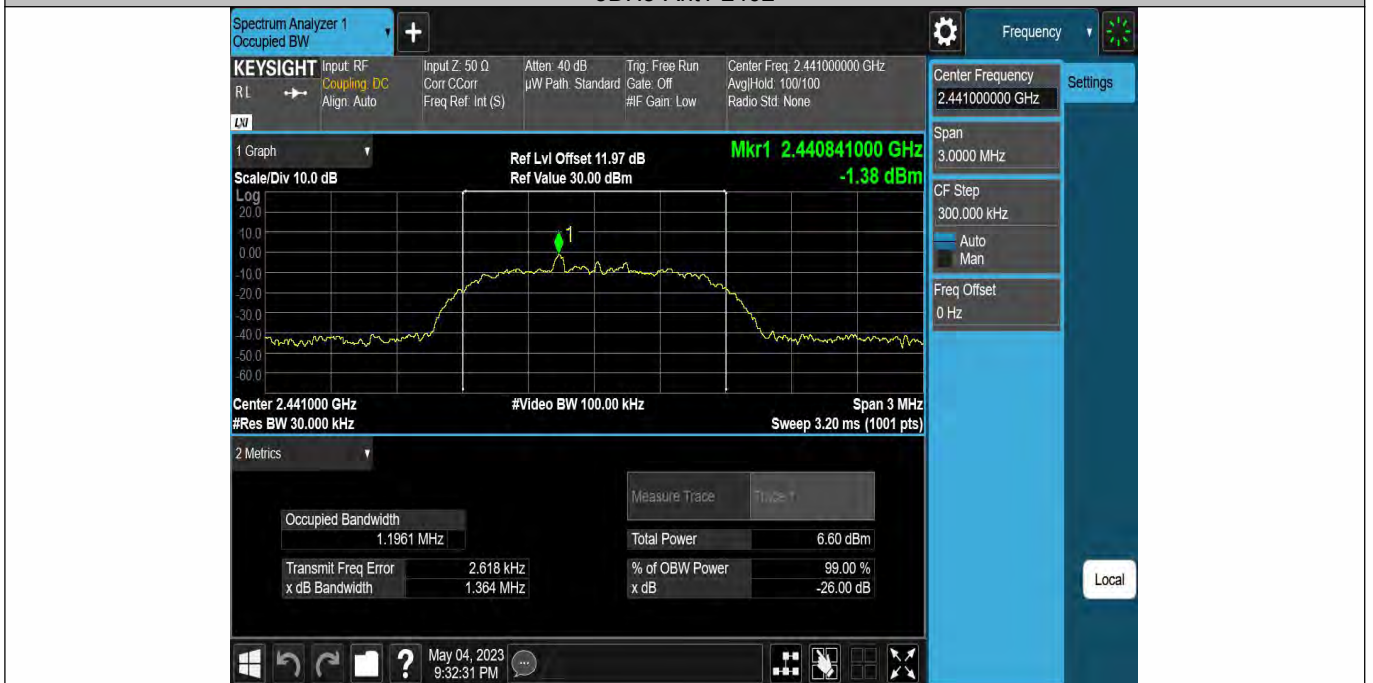 Spectrum Analyzer 1
Occupied BW
+
Frequency
KEYSIGHT
RL
LXI
Input: RF
Coupling: DC
Align: Auto
Input Z: 50 Ω
Corr CCorr
Freq Ref: Int (S)
Atten: 40 dB
µW Path: Standard
Trig: Free Run
Gate: Off
#IF Gain: Low
Center Freq: 2.441000000 GHz
Avg|Hold: 100/100
Radio Std: None
Center Frequency
2.441000000 GHz
Settings
Span
3.0000 MHz
CF Step
300.000 kHz
Auto
Man
Freq Offset
0 Hz
1 Graph
Scale/Div 10.0 dB
Ref Lvl Offset 11.97 dB
Ref Value 30.00 dBm
Mkr1 2.440841000 GHz
-1.38 dBm
Log
20.0
10.0
0.00
-10.0
-20.0
-30.0
-40.0
-50.0
-60.0
1
Center 2.441000 GHz
#Res BW 30.000 kHz
#Video BW 100.00 kHz
Span 3 MHz
Sweep 3.20 ms (1001 pts)
2 Metrics
Measure Trace
Trace 1
Occupied Bandwidth
1.1961 MHz
Total Power 6.60 dBm
Transmit Freq Error 2.618 kHz
% of OBW Power 99.00 %
x dB Bandwidth 1.364 MHz
x dB -26.00 dB
Local
?
May 04, 2023
9:32:31 PM